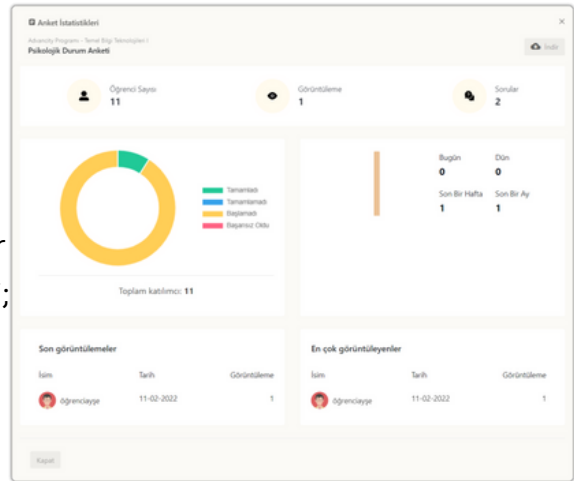 Anket İstatistikleri
×
Advancity Programı - Temel Bilgi Teknolojileri I
Psikolojik Durum Anketi
İndir
Öğrenci Sayısı
11
Görüntüleme
1
Sorular
2
Tamamladı
Tamamlamadı
Başlamadı
Başarısız Oldu
Toplam katılımcı: 11
Bugün Dün
0 0
Son Bir Hafta Son Bir Ay
1 1
r
;
Son görüntülemeler
İsim Tarih Görüntüleme
öğrenciayşe 11-02-2022 1
En çok görüntüleyenler
İsim Tarih Görüntüleme
öğrenciayşe 11-02-2022 1
Kapat